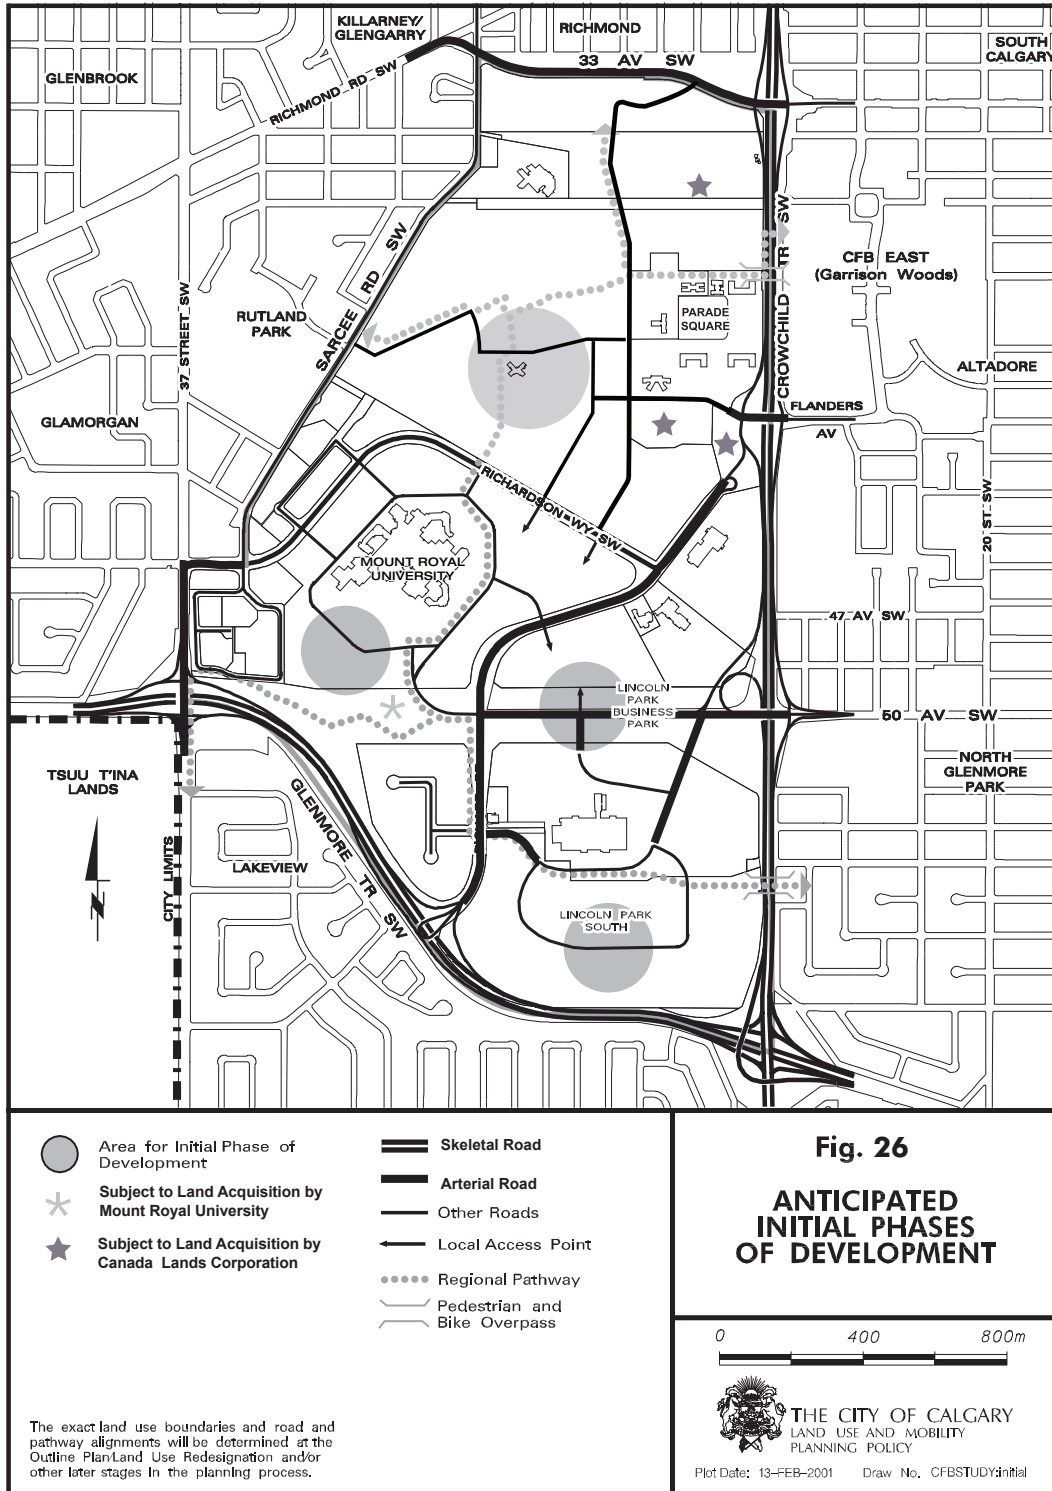 KILLARNEY/
GLENGARRY
RICHMOND
33 AV SW
SOUTH
CALGARY
GLENBROOK
RICHMOND RD SW
CROWCHILD TR SW
CFB EAST
(Garrison Woods)
SARCEE RD SW
37 STREET SW
RUTLAND
PARK
PARADE
SQUARE
ALTADORE
FLANDERS
AV
GLAMORGAN
RICHARDSON WY SW
20 ST SW
MOUNT ROYAL
UNIVERSITY
47 AV SW
LINCOLN
PARK
BUSINESS
PARK
50 AV SW
TSUU T'INA
LANDS
NORTH
GLENMORE
PARK
GLENMORE TR SW
CITY LIMITS
LAKEVIEW
LINCOLN PARK
SOUTH
N
Area for Initial Phase of
Development
Subject to Land Acquisition by
Mount Royal University
Subject to Land Acquisition by
Canada Lands Corporation
Skeletal Road
Arterial Road
Other Roads
Local Access Point
Regional Pathway
Pedestrian and
Bike Overpass
The exact land use boundaries and road and
pathway alignments will be determined at the
Outline Plan/Land Use Redesignation and/or
other later stages in the planning process.
Fig. 26
ANTICIPATED
INITIAL PHASES
OF DEVELOPMENT
0 400 800m
THE CITY OF CALGARY
LAND USE AND MOBILITY
PLANNING POLICY
Plot Date: 13-FEB-2001 Draw No. CFBSTUDY:initial